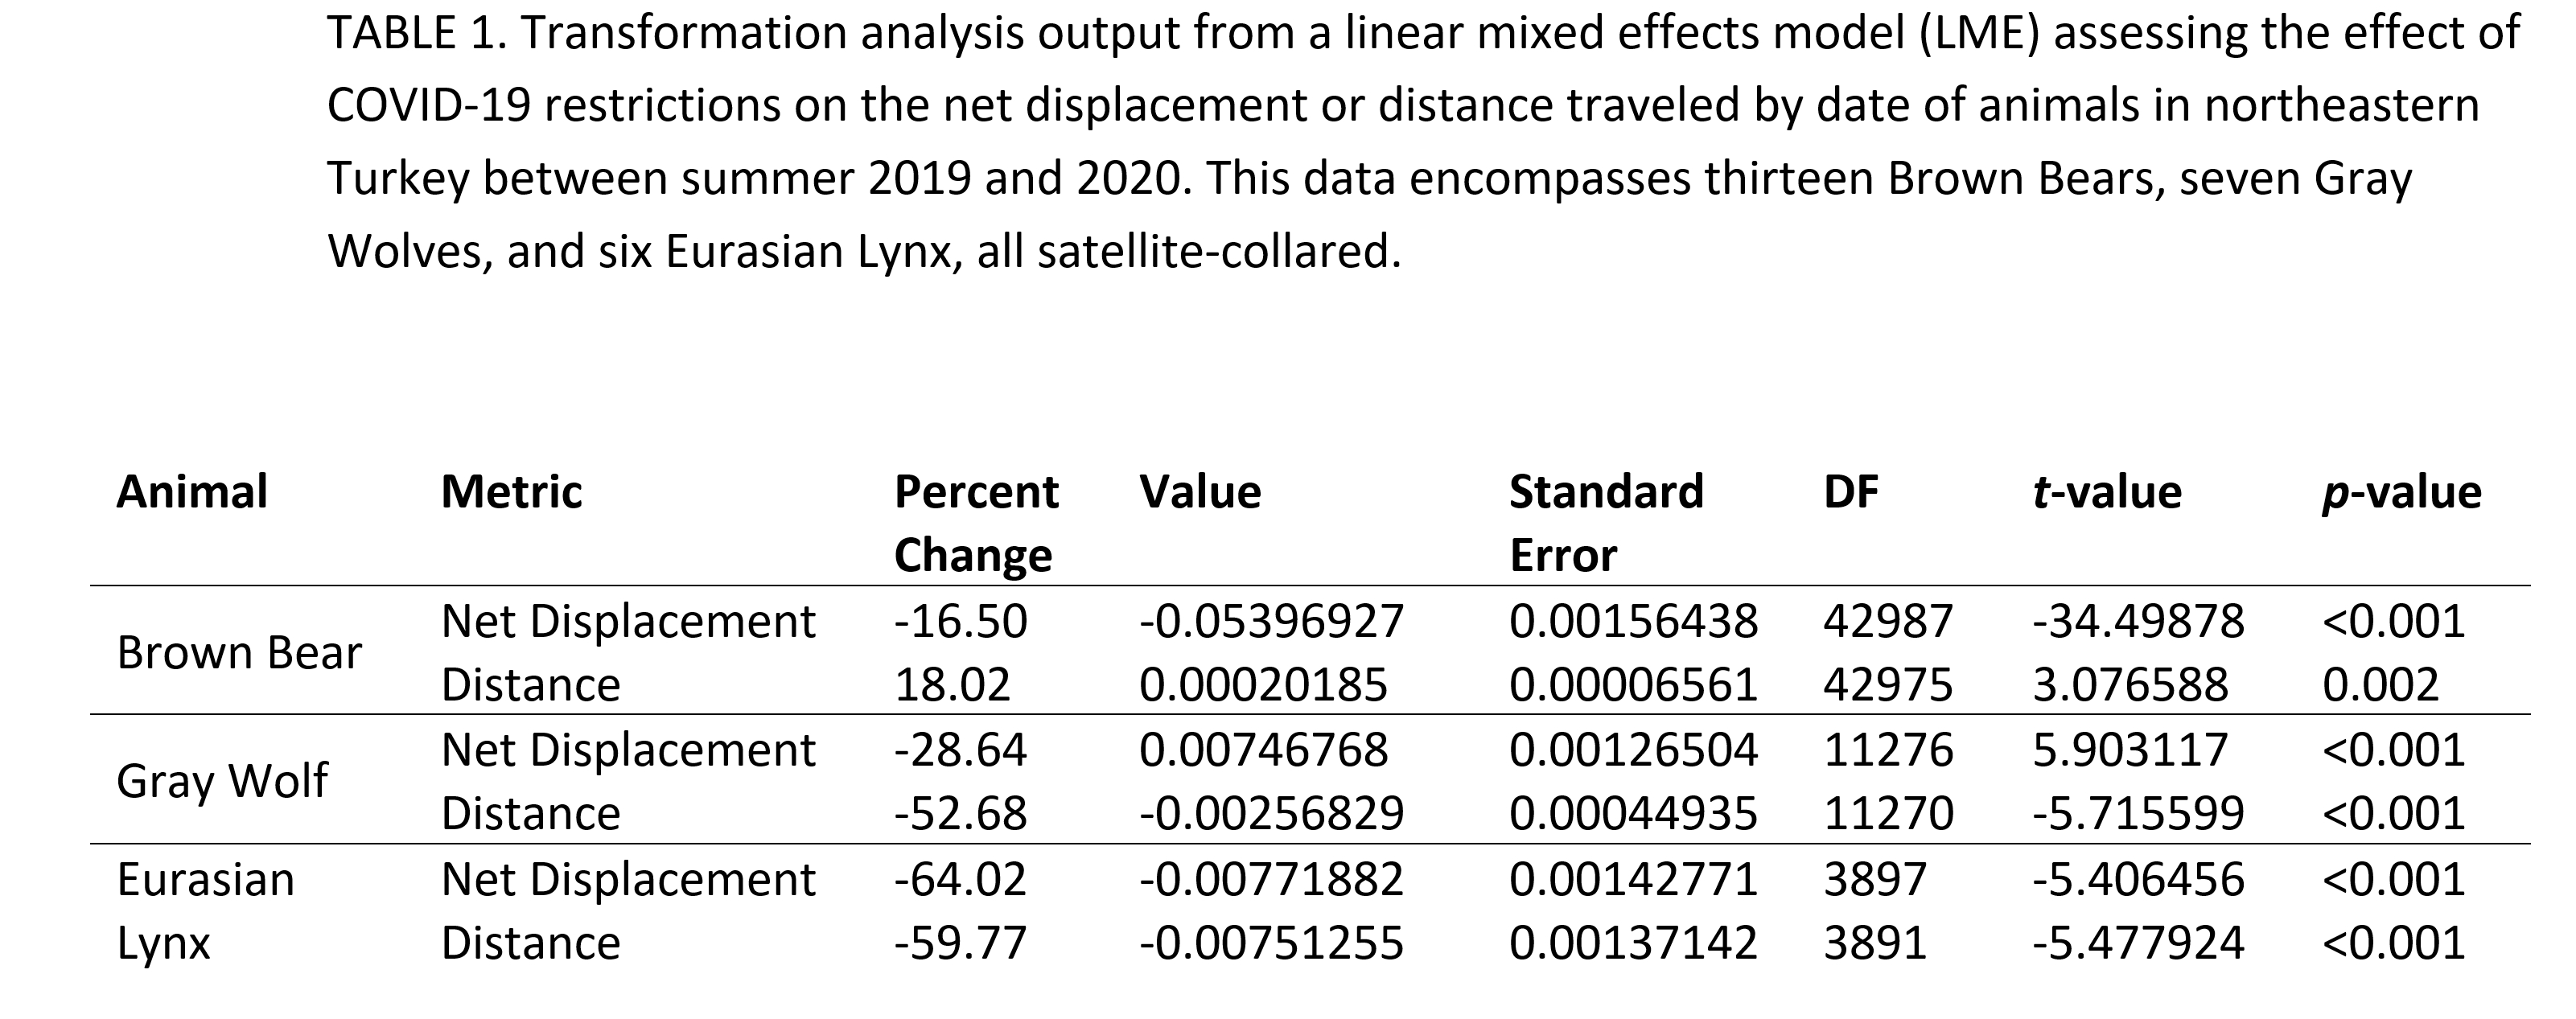 TABLE 1. Transformation analysis output from a linear mixed effects model (LME) assessing the effect of
COVID-19 restrictions on the net displacement or distance traveled by date of animals in northeastern
Turkey between summer 2019 and 2020. This data encompasses thirteen Brown Bears, seven Gray
Wolves, and six Eurasian Lynx, all satellite-collared.
Animal Metric Percent Change Value Standard Error DF t-value p-value
Brown Bear Net Displacement -16.50 -0.05396927 0.00156438 42987 -34.49878 <0.001
Distance 18.02 0.00020185 0.00006561 42975 3.076588 0.002
Gray Wolf Net Displacement -28.64 0.00746768 0.00126504 11276 5.903117 <0.001
Distance -52.68 -0.00256829 0.00044935 11270 -5.715599 <0.001
Eurasian Net Displacement -64.02 -0.00771882 0.00142771 3897 -5.406456 <0.001
Lynx Distance -59.77 -0.00751255 0.00137142 3891 -5.477924 <0.001